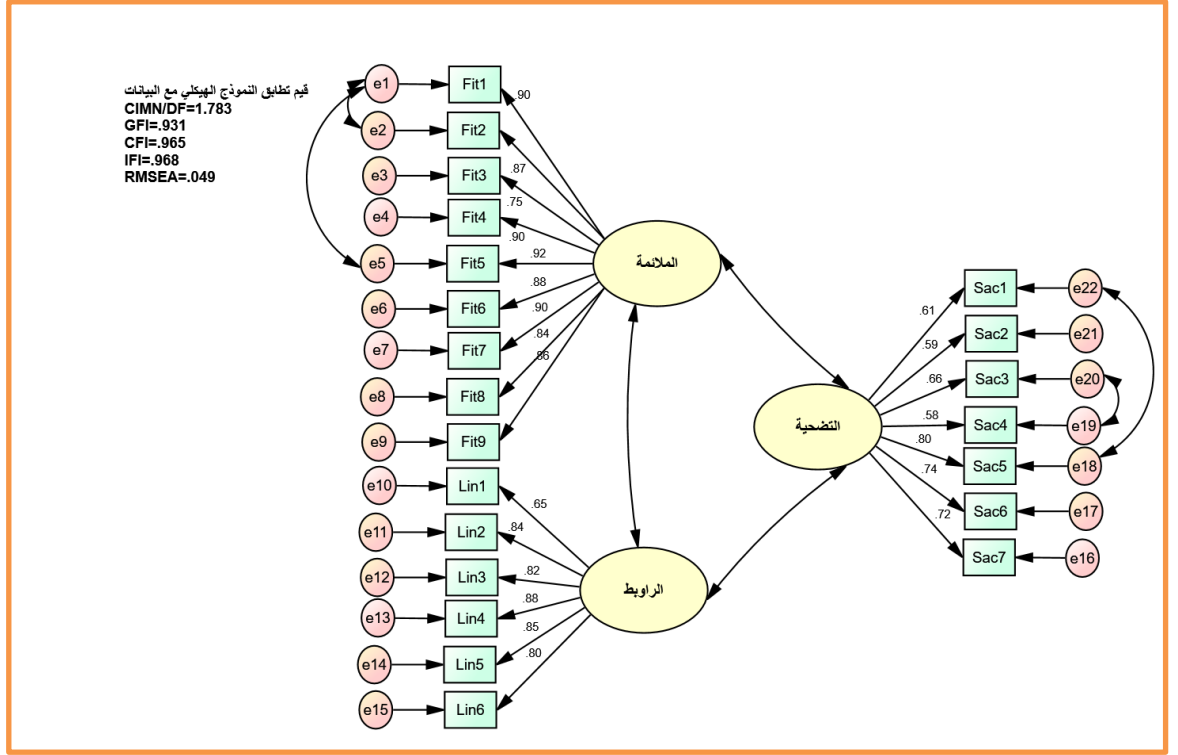 قيم تطابق النموذج الهيكلي مع البيانات
CIMN/DF=1.783
GFI=.931
CFI=.965
IFI=.968
RMSEA=.049
e1 Fit1 .90
e2 Fit2
e3 Fit3 .87
e4 Fit4 .75
.90
e5 Fit5 .92
e6 Fit6 .88
.90
e7 Fit7 .84
e8 Fit8 .86
e9 Fit9
الملائمة
e10 Lin1 .65
e11 Lin2 .84
e12 Lin3 .82
e13 Lin4 .88
e14 Lin5 .85
e15 Lin6 .80
الراوبط
التضحية
.61 Sac1 e22
.59 Sac2 e21
.66 Sac3 e20
.58 Sac4 e19
.80 Sac5 e18
.74 Sac6 e17
.72 Sac7 e16